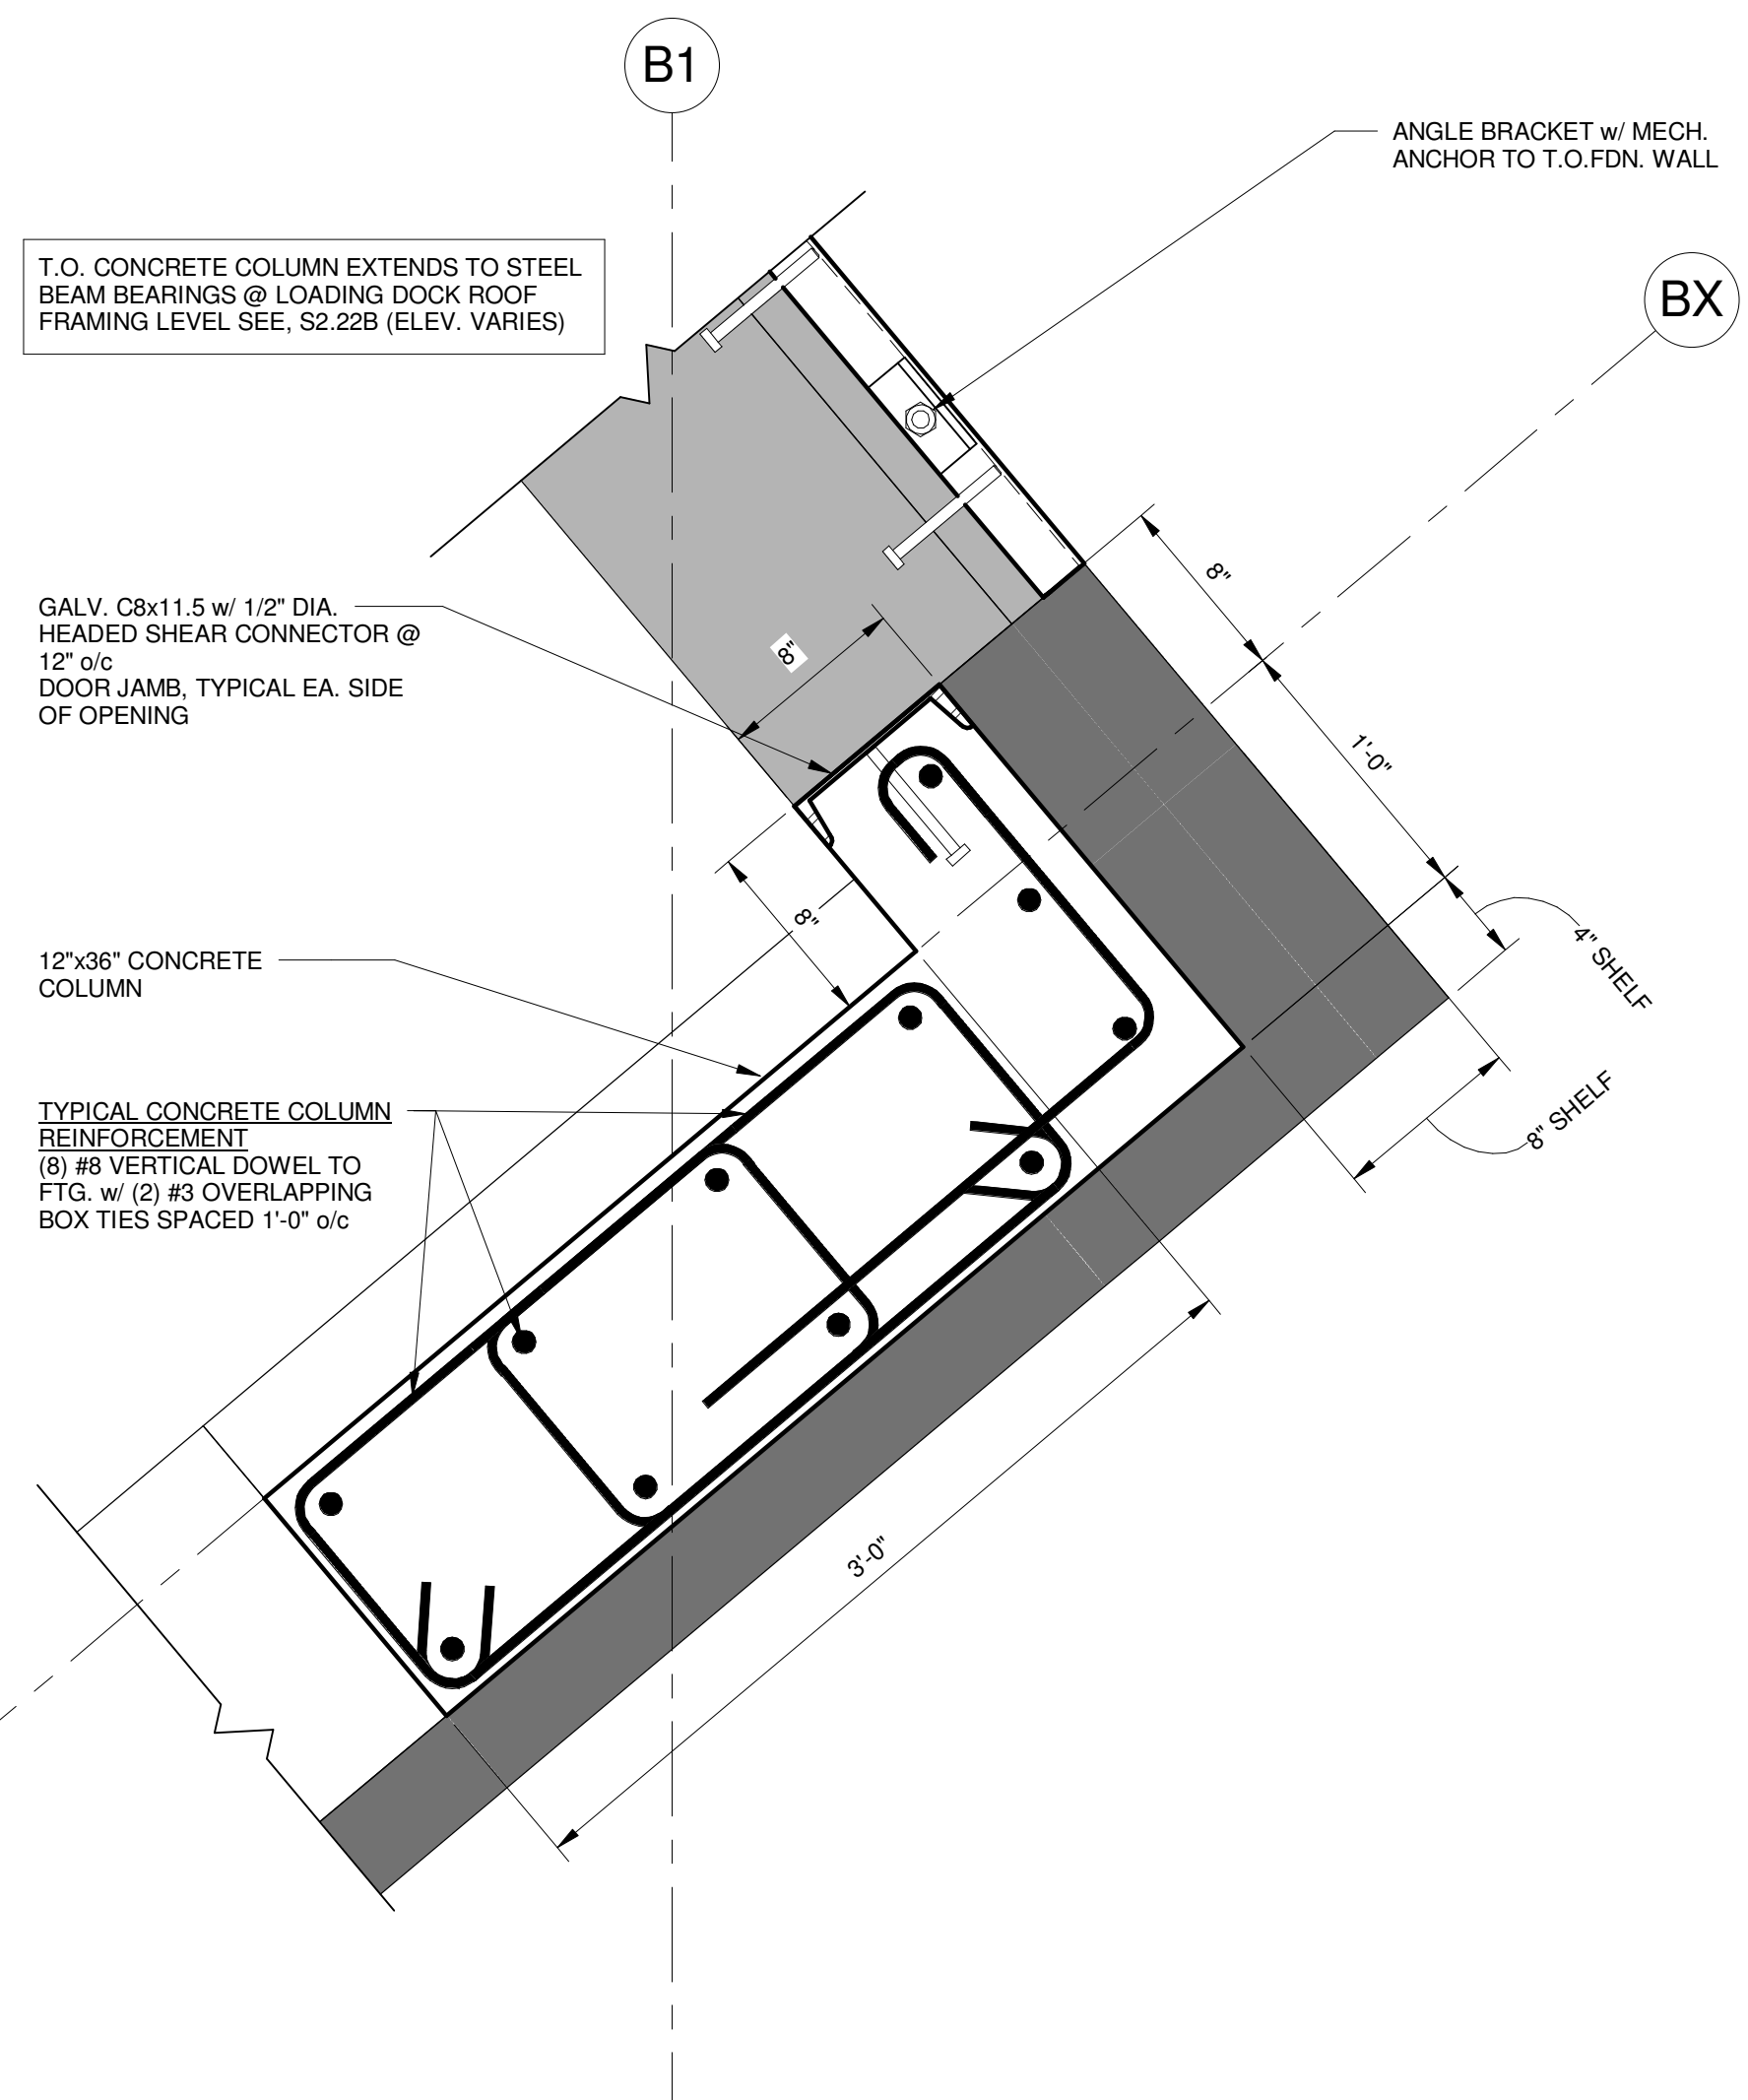 B1
ANGLE BRACKET w/ MECH.
ANCHOR TO T.O.FDN. WALL
T.O. CONCRETE COLUMN EXTENDS TO STEEL
BEAM BEARINGS @ LOADING DOCK ROOF
FRAMING LEVEL SEE, S2.22B (ELEV. VARIES)
BX
8"
GALV. C8x11.5 w/ 1/2" DIA.
HEADED SHEAR CONNECTOR @
12" o/c
DOOR JAMB, TYPICAL EA. SIDE
OF OPENING
8"
1'-0"
8"
4" SHELF
12"x36" CONCRETE
COLUMN
8" SHELF
TYPICAL CONCRETE COLUMN
REINFORCEMENT
(8) #8 VERTICAL DOWEL TO
FTG. w/ (2) #3 OVERLAPPING
BOX TIES SPACED 1'-0" o/c
3'-0"